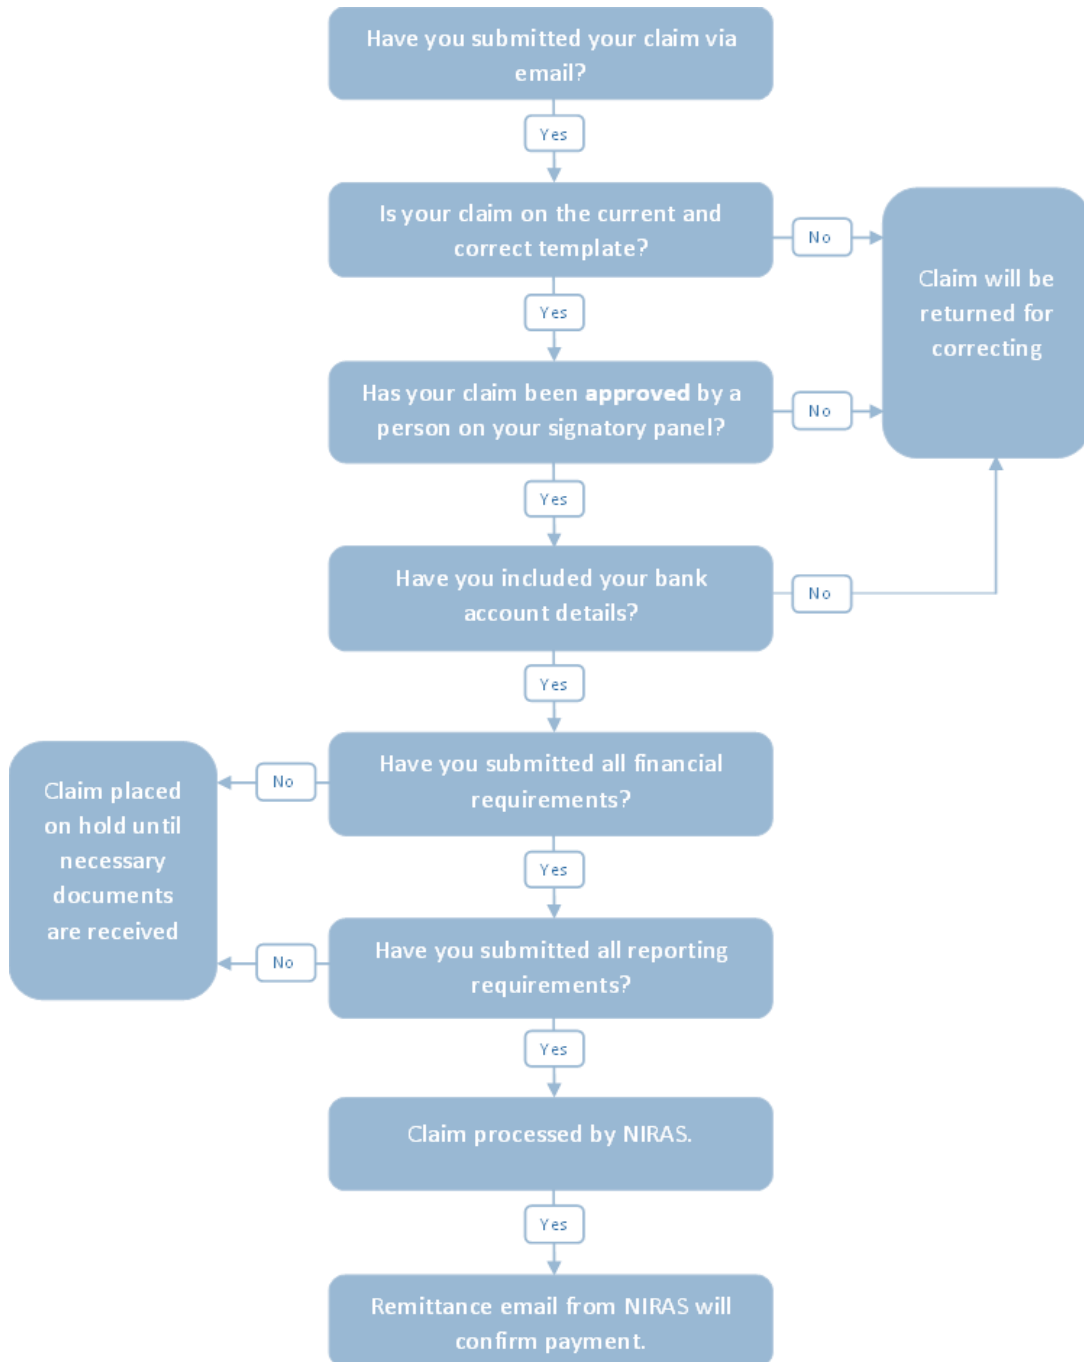 Have you submitted your claim via
email?
Yes
Is your claim on the current and
correct template?
No
Claim will be
returned for
correcting
Yes
Has your claim been approved by a
person on your signatory panel?
No
Yes
Have you included your bank
account details?
No
Yes
Have you submitted all financial
requirements?
No
Claim placed
on hold until
necessary
documents
are received
Yes
Have you submitted all reporting
requirements?
No
Yes
Claim processed by NIRAS.
Yes
Remittance email from NIRAS will
confirm payment.